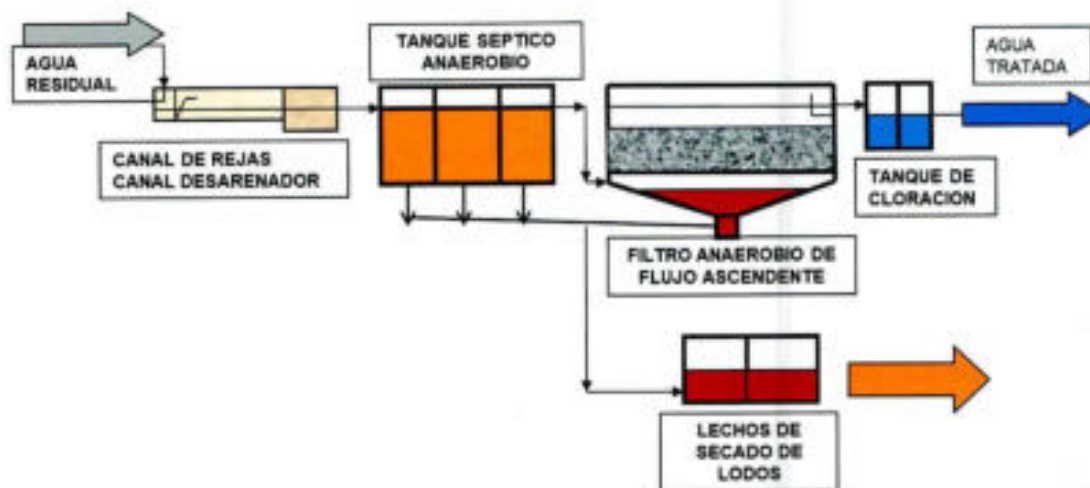 AGUA
RESIDUAL
CANAL DE REJAS
CANAL DESARENADOR
TANQUE SEPTICO
ANAEROBIO
FILTRO ANAEROBIO DE
FLUJO ASCENDENTE
TANQUE DE
CLORACION
AGUA
TRATADA
LECHOS DE
SECADO DE
LODOS